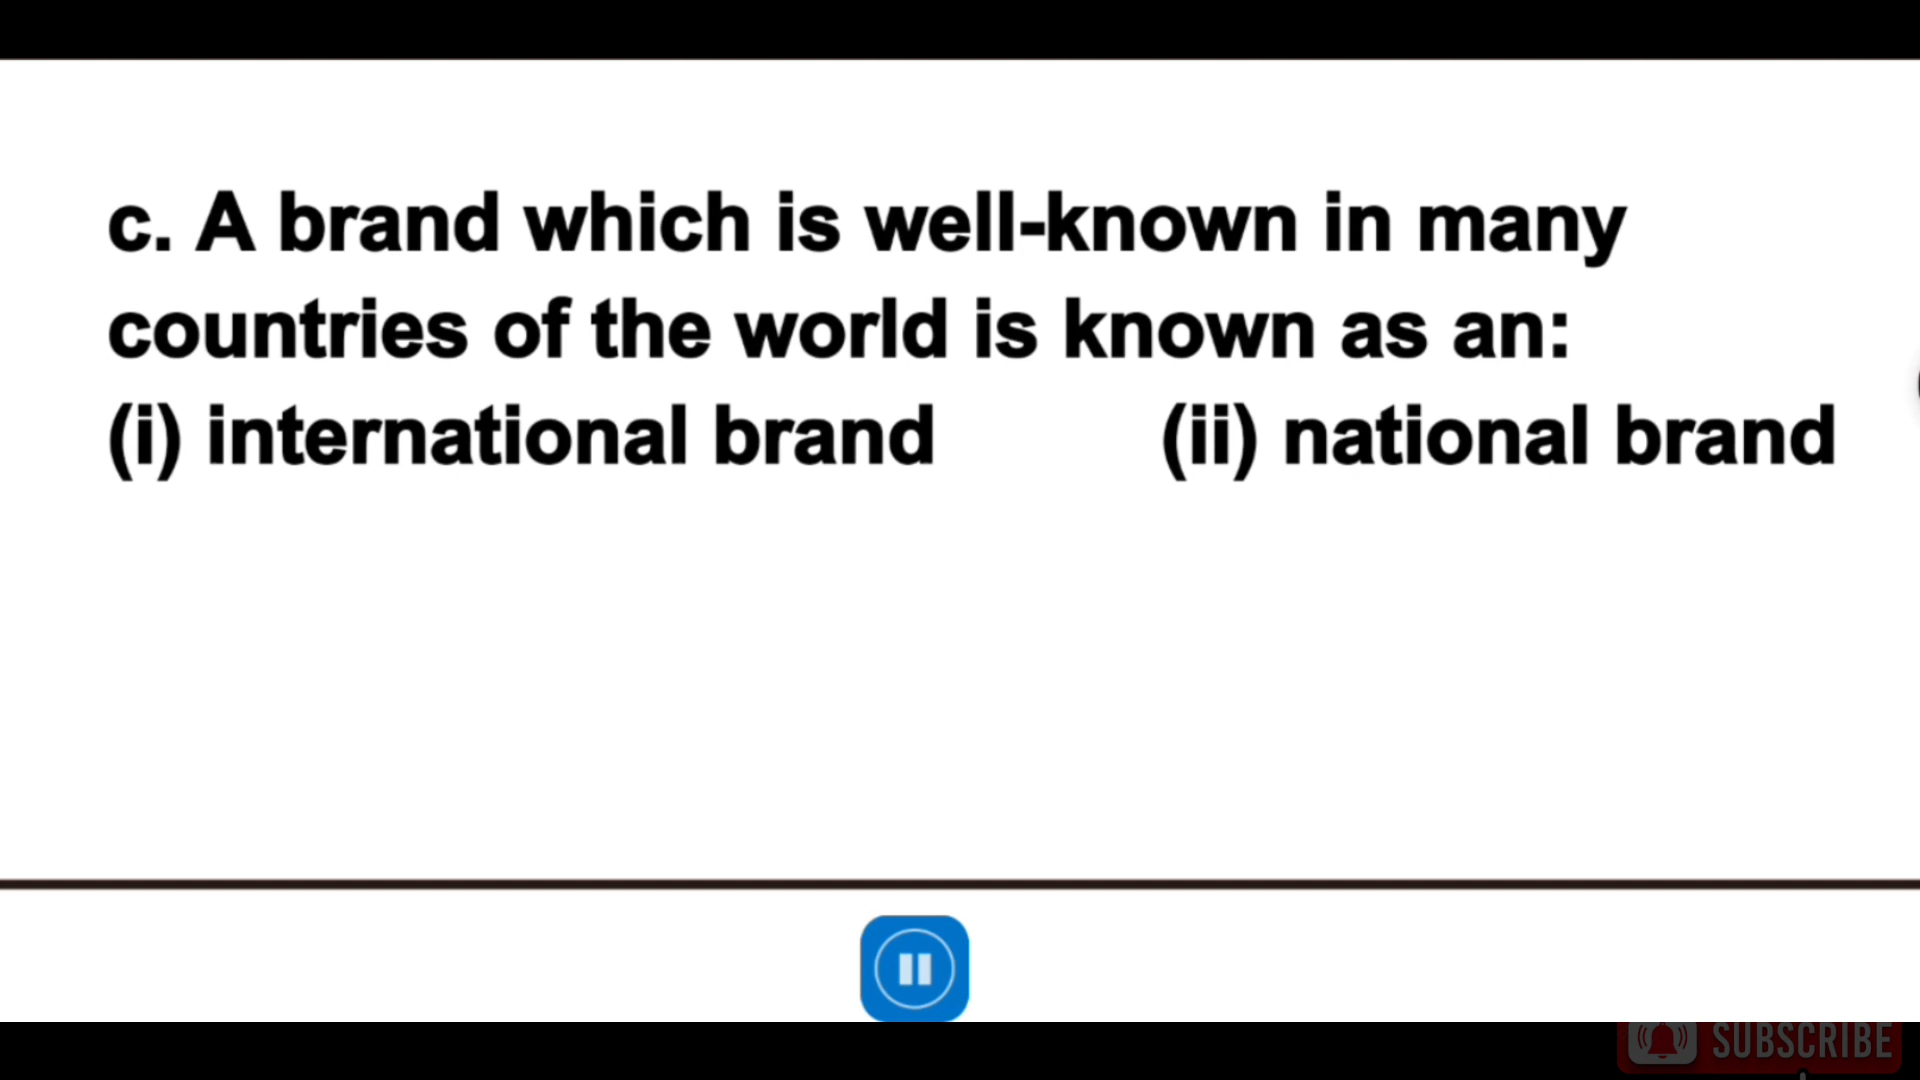 c. A brand which is well-known in many
countries of the world is known as an:
(i) international brand (ii) national brand
SUBSCRIBE